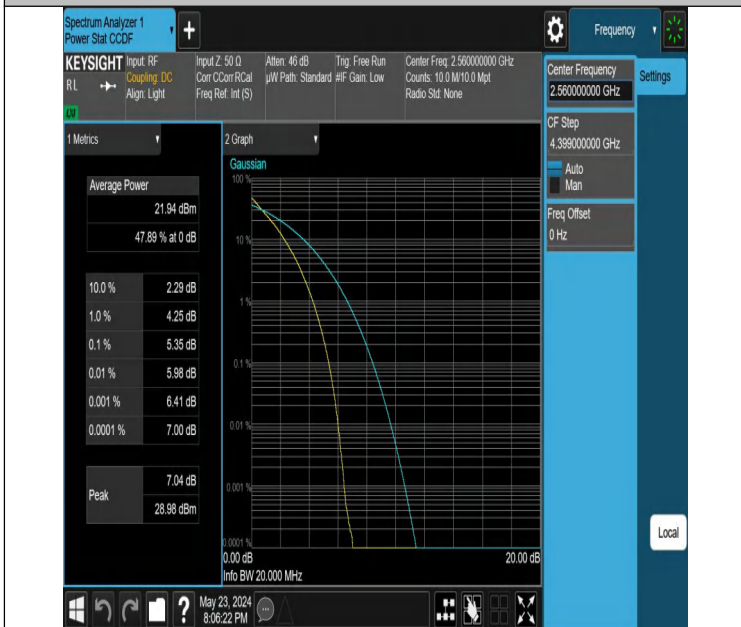 Spectrum Analyzer 1
Power Stat CCDF
+
Frequency
KEYSIGHT
RL
Input: RF
Coupling: DC
Align: Light
Input Z: 50 Ω
Corr CCorr RCal
Freq Ref: Int (S)
Atten: 46 dB
µW Path: Standard
Trig: Free Run
#IF Gain: Low
Center Freq: 2.560000000 GHz
Counts: 10.0 M/10.0 Mpt
Radio Std: None
Center Frequency
2.560000000 GHz
Settings
CF Step
4.399000000 GHz
Auto
Man
Freq Offset
0 Hz
1 Metrics
Average Power
21.94 dBm
47.89 % at 0 dB
10.0 % 2.29 dB
1.0 % 4.25 dB
0.1 % 5.35 dB
0.01 % 5.98 dB
0.001 % 6.41 dB
0.0001 % 7.00 dB
Peak
7.04 dB
28.98 dBm
2 Graph
Gaussian
100 %
10 %
1 %
0.1 %
0.01 %
0.001 %
0.0001 %
0.00 dB
20.00 dB
Info BW 20.000 MHz
Local
?
May 23, 2024
8:06:22 PM